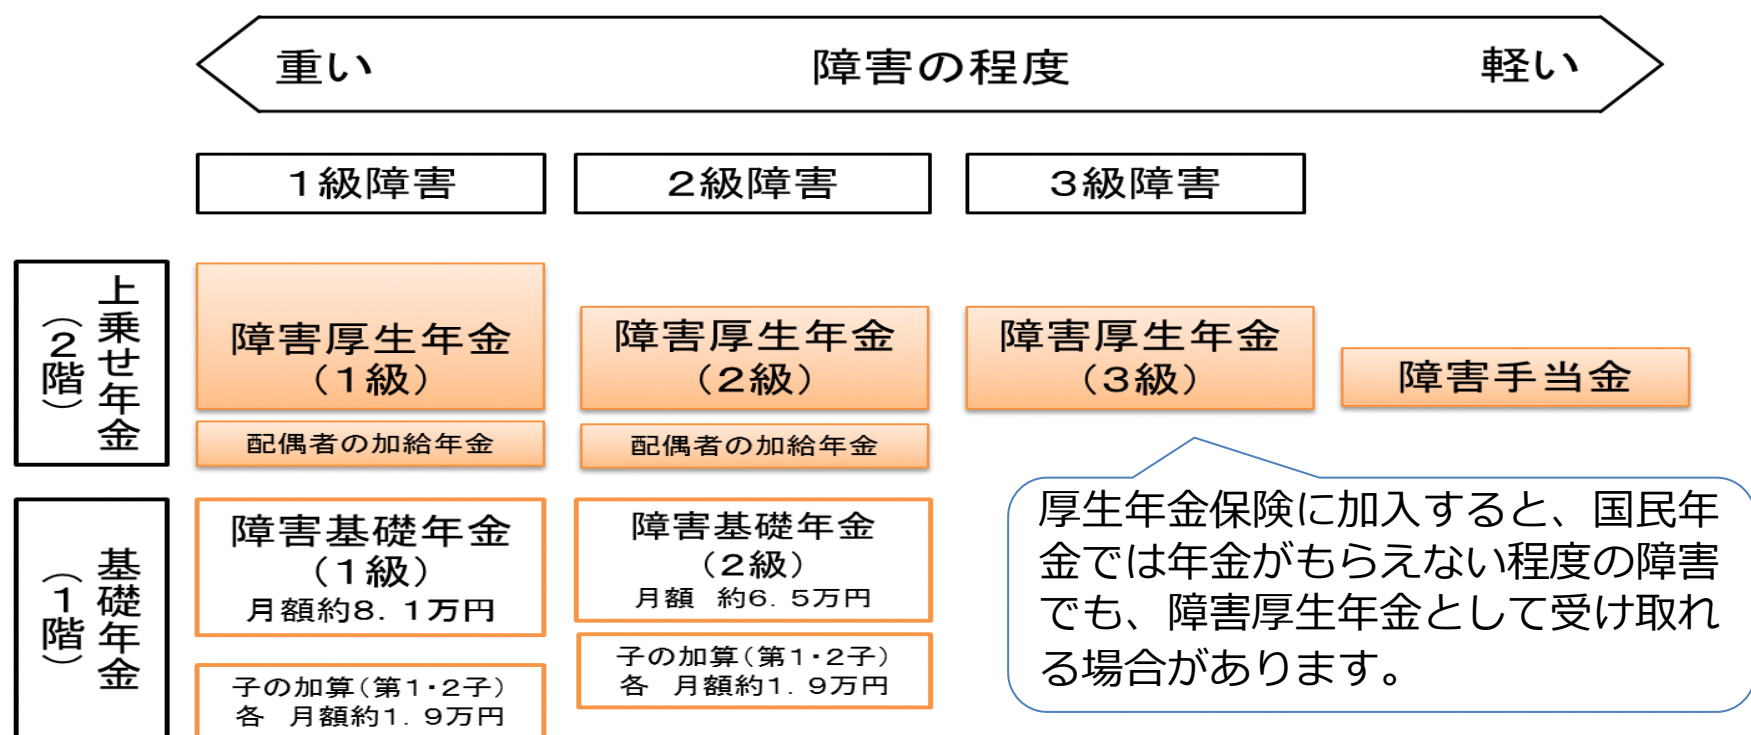 重い 障害の程度 軽い
1級障害
2級障害
3級障害
上乗せ年金
（2階）
障害厚生年金
（1級）
配偶者の加給年金
障害厚生年金
（2級）
配偶者の加給年金
障害厚生年金
（3級）
障害手当金
基礎年金
（1階）
障害基礎年金
（1級）
月額約8．1万円
子の加算（第1・2子）
各　月額約1．9万円
障害基礎年金
（2級）
月額　約6．5万円
子の加算（第1・2子）
各　月額約1．9万円
厚生年金保険に加入すると、国民年
金では年金がもらえない程度の障害
でも、障害厚生年金として受け取れ
る場合があります。